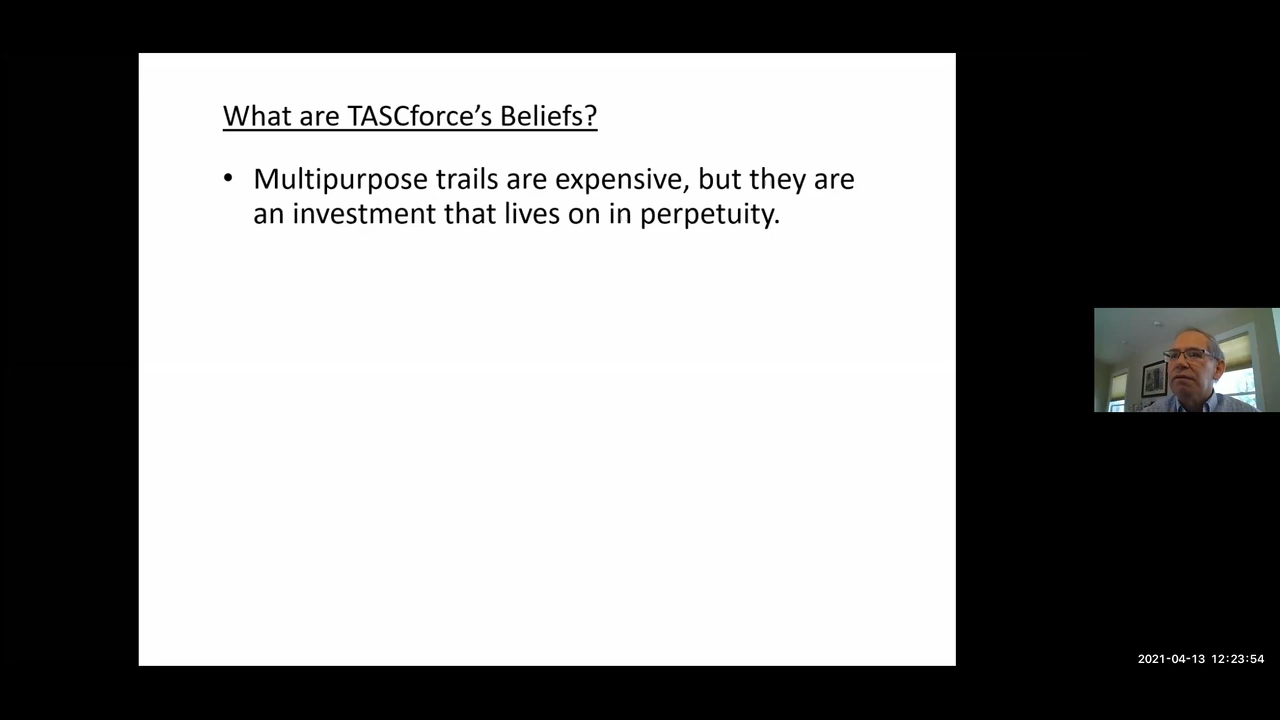 What are TASCforce’s Beliefs?
• Multipurpose trails are expensive, but they are
an investment that lives on in perpetuity.
2021-04-13 12:23:54